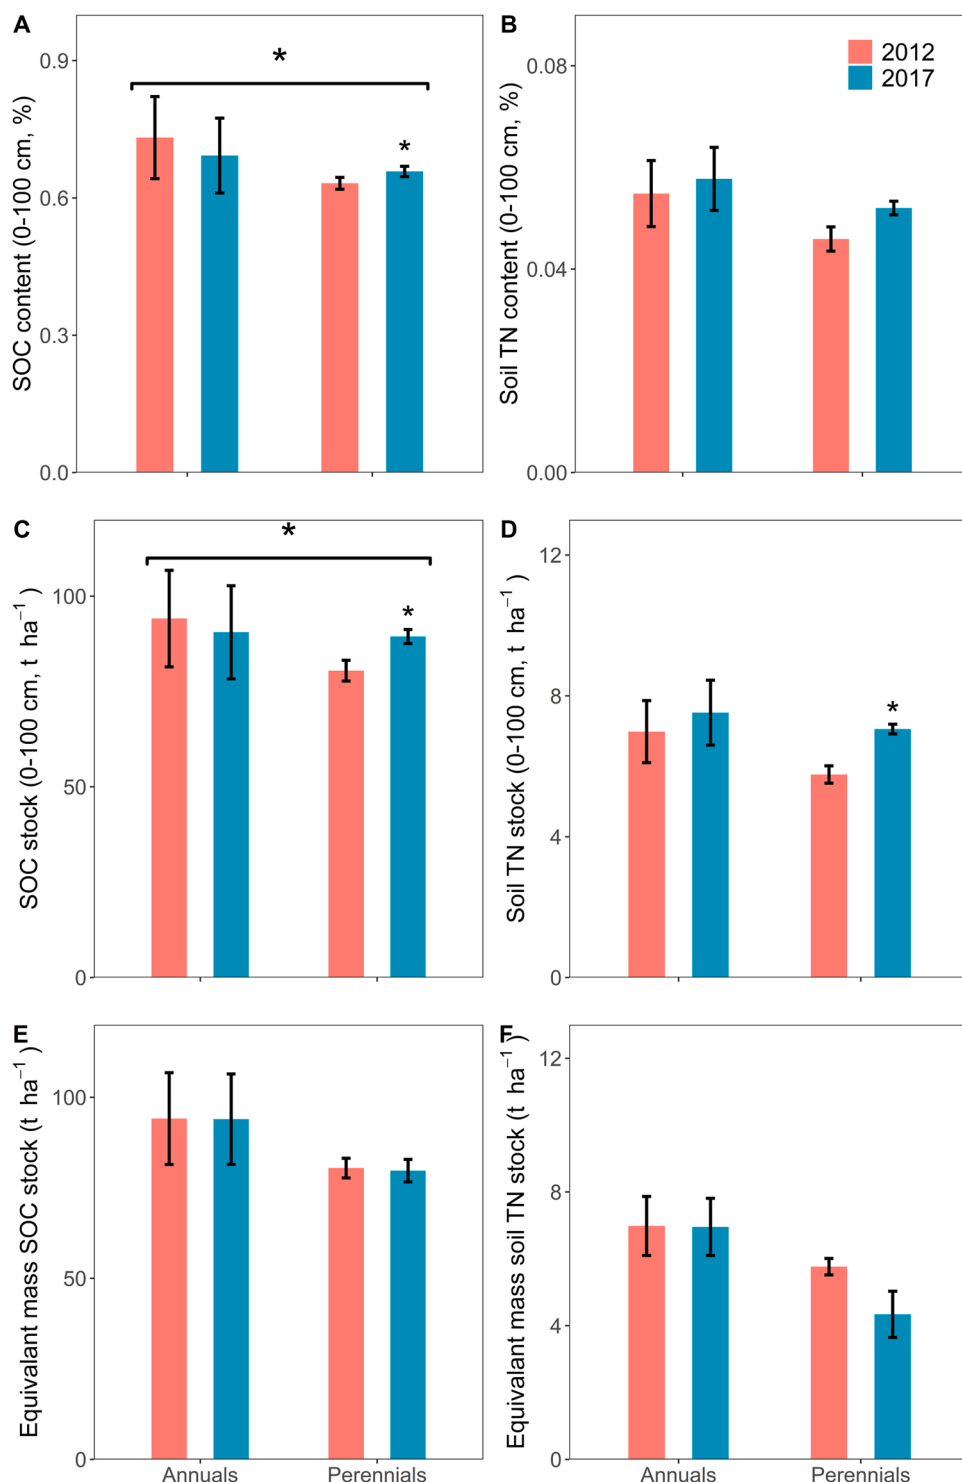 A
SOC content (0-100 cm, %)
0.9
0.6
0.3
0.0
*
*
B
Soil TN content (0-100 cm, %)
0.08
0.04
0.00
2012
2017
C
SOC stock (0-100 cm, t ha⁻¹ )
100
50
0
*
*
D
Soil TN stock (0-100 cm, t ha⁻¹ )
12
8
4
0
*
E
Equivalant mass SOC stock (t ha⁻¹ )
100
50
0
Annuals
Perennials
F
Equivalant mass soil TN stock (t ha⁻¹ )
12
8
4
0
Annuals
Perennials